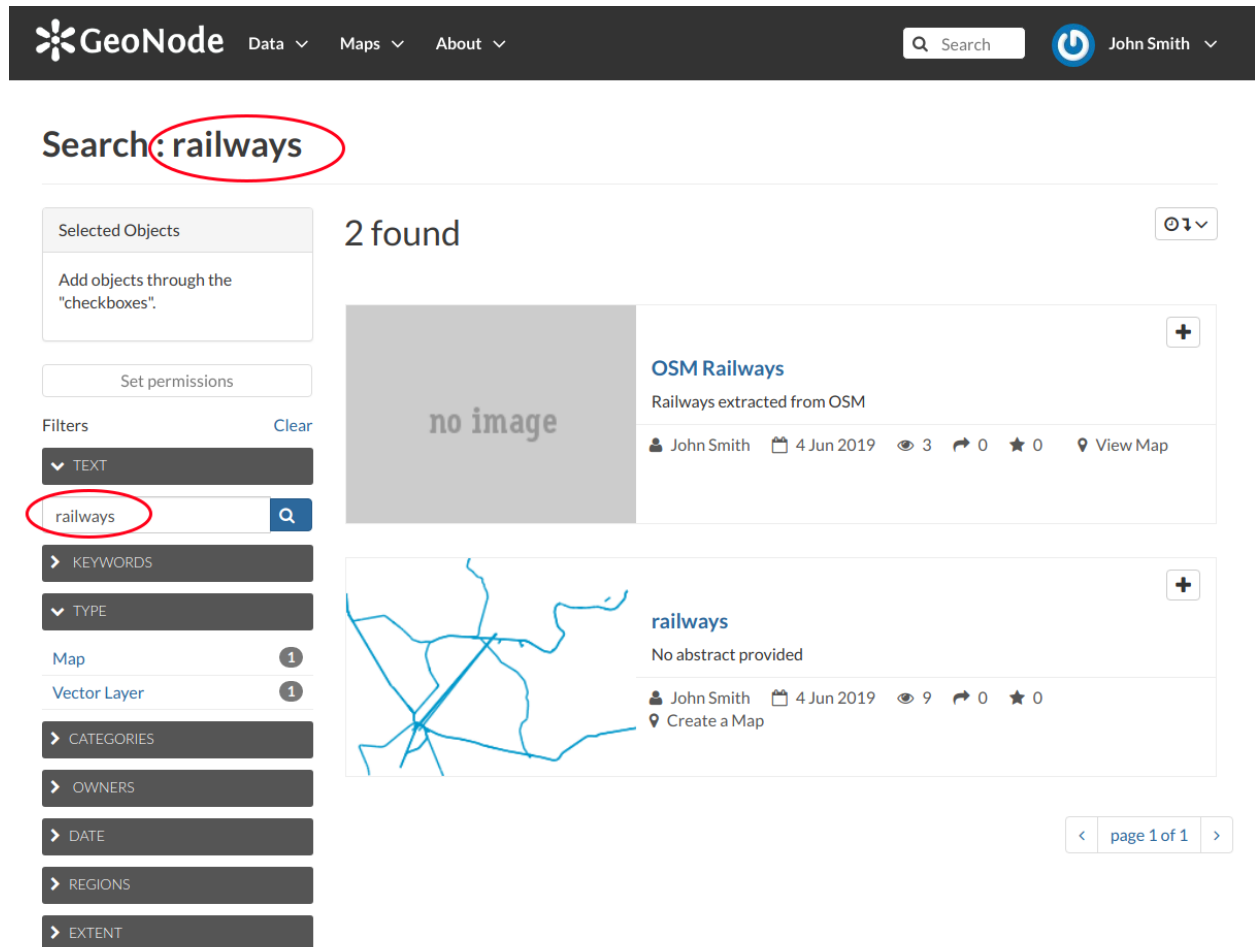 GeoNode Data Maps About Search John Smith
Search : railways
Selected Objects
Add objects through the
"checkboxes".
Set permissions
Filters Clear
TEXT
railways
KEYWORDS
TYPE
Map 1
Vector Layer 1
CATEGORIES
OWNERS
DATE
REGIONS
EXTENT
2 found
no image
OSM Railways
Railways extracted from OSM
John Smith 4 Jun 2019 3 0 0 View Map
railways
No abstract provided
John Smith 4 Jun 2019 9 0 0
Create a Map
< page 1 of 1 >